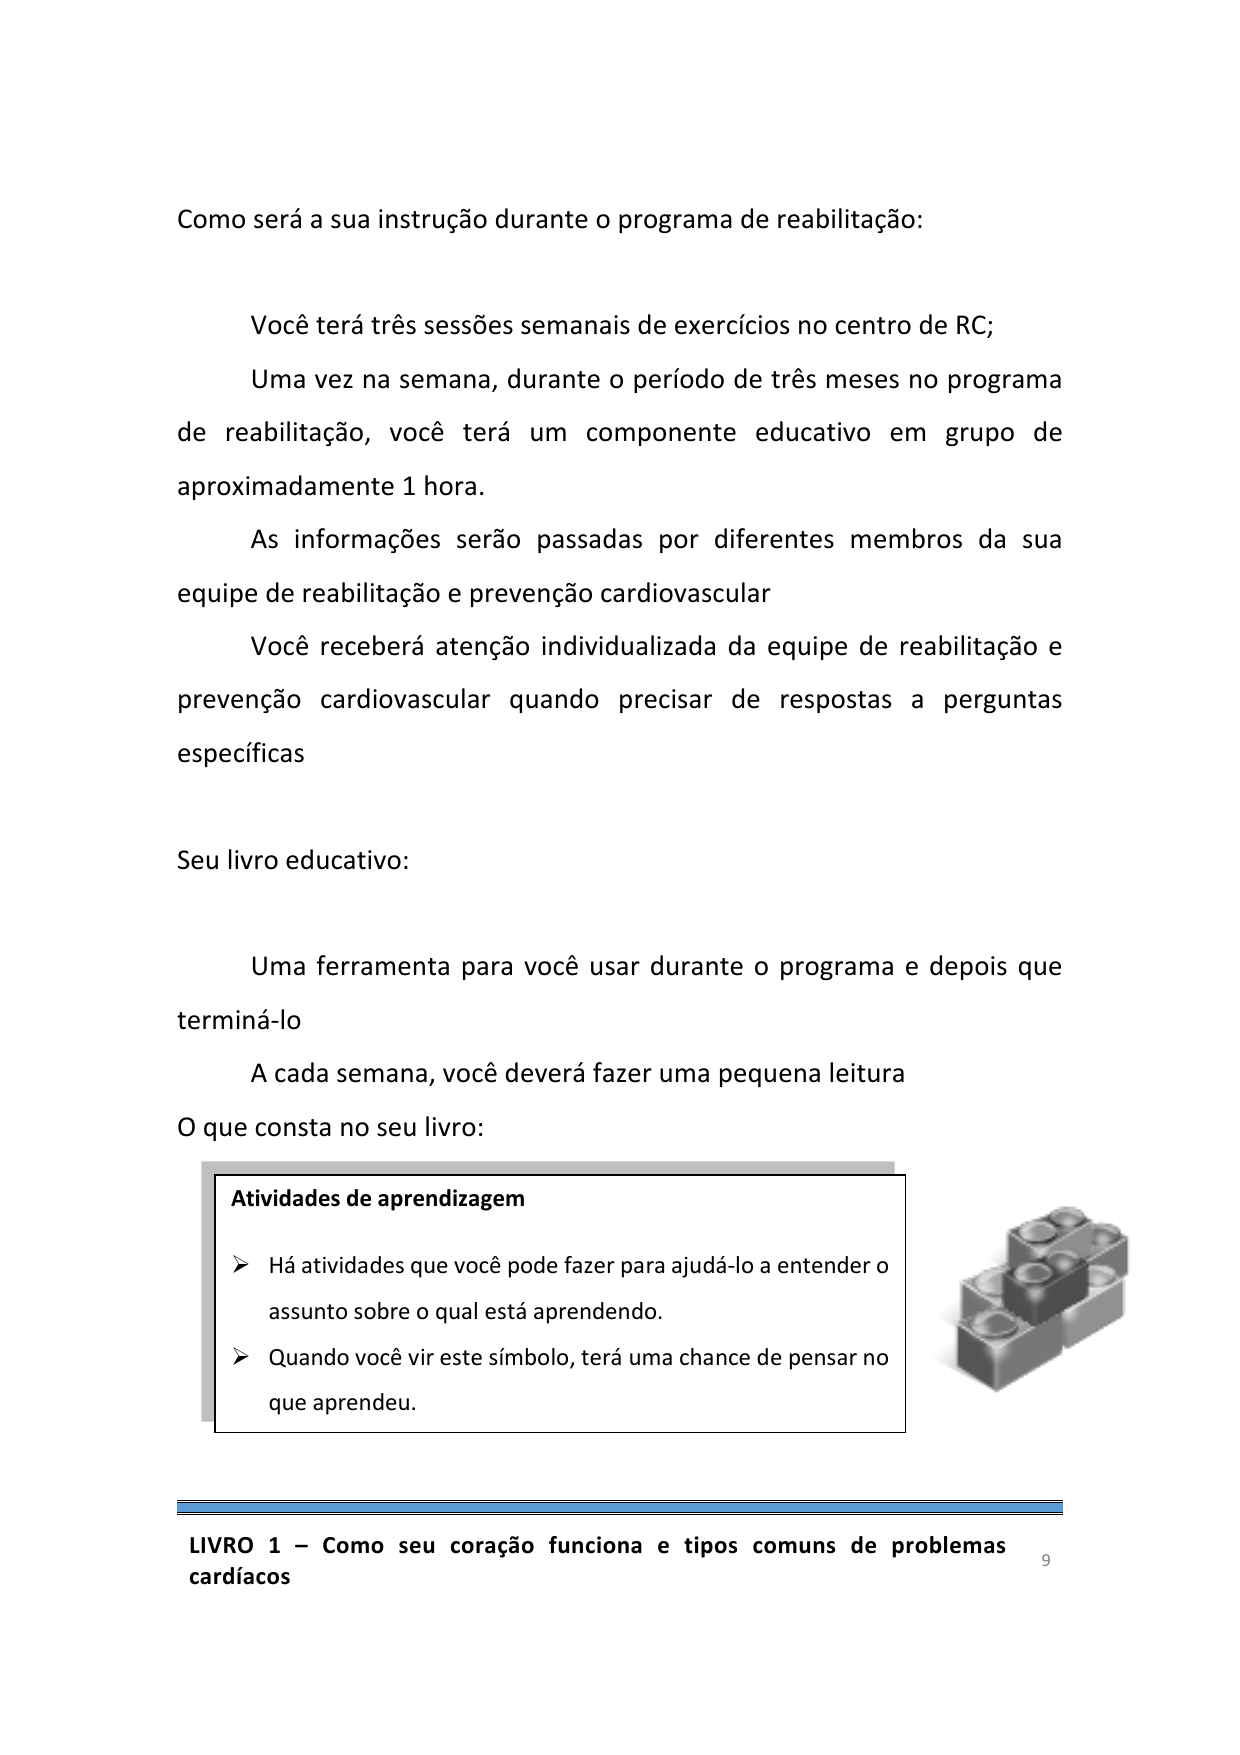 Como será a sua instrução durante o programa de reabilitação:
Você terá três sessões semanais de exercícios no centro de RC;
Uma vez na semana, durante o período de três meses no programa
de reabilitação, você terá um componente educativo em grupo de
aproximadamente 1 hora.
As informações serão passadas por diferentes membros da sua
equipe de reabilitação e prevenção cardiovascular
Você receberá atenção individualizada da equipe de reabilitação e
prevenção cardiovascular quando precisar de respostas a perguntas
específicas
Seu livro educativo:
Uma ferramenta para você usar durante o programa e depois que
terminá-lo
A cada semana, você deverá fazer uma pequena leitura
O que consta no seu livro:
Atividades de aprendizagem
➢ Há atividades que você pode fazer para ajudá-lo a entender o
assunto sobre o qual está aprendendo.
➢ Quando você vir este símbolo, terá uma chance de pensar no
que aprendeu.
LIVRO 1 – Como seu coração funciona e tipos comuns de problemas
cardíacos
9